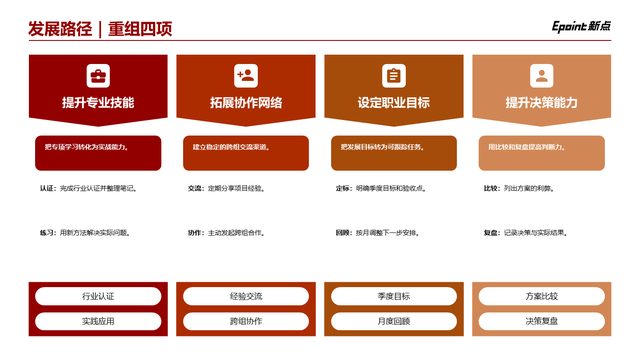 发展路径｜重组四项
Epoint 新点
提升专业技能
拓展协作网络
设定职业目标
提升决策能力
把专项学习转化为实战能力。
建立稳定的跨组交流渠道。
把发展目标转为可跟踪任务。
用比较和复盘提高判断力。
认证：完成行业认证并整理笔记。
交流：定期分享项目经验。
定标：明确季度目标和验收点。
比较：列出方案的利弊。
练习：用新方法解决实际问题。
协作：主动发起跨组合作。
回顾：按月调整下一步安排。
复盘：记录决策与实际结果。
行业认证
经验交流
季度目标
方案比较
实践应用
跨组协作
月度回顾
决策复盘